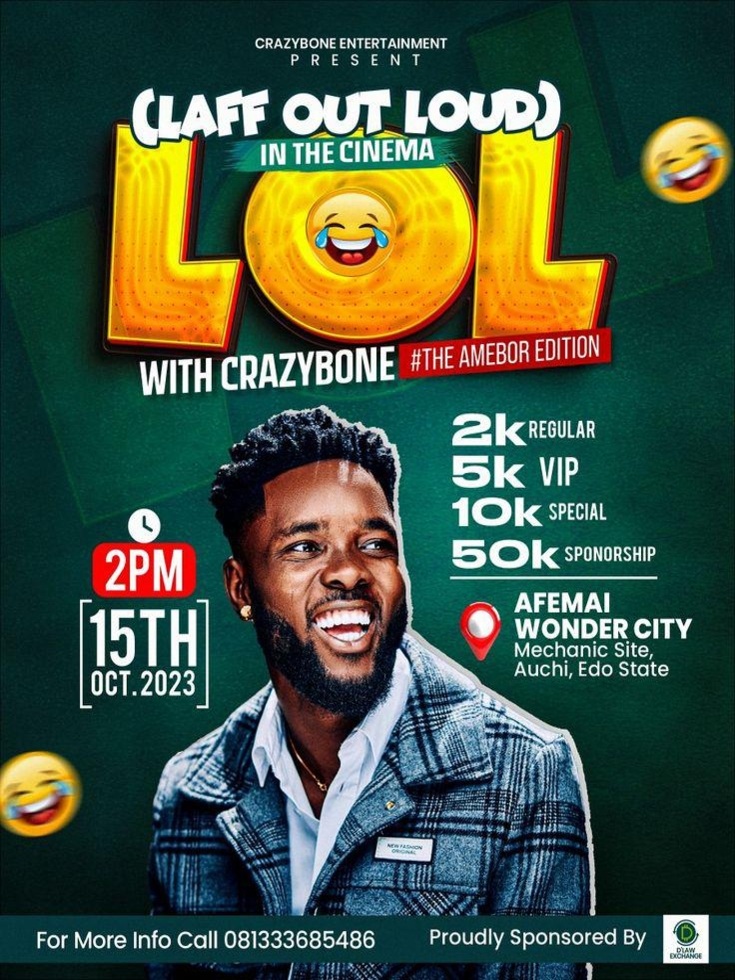 CRAZYBONE ENTERTAINMENT
PRESENT
(LAFF OUT LOUD)
IN THE CINEMA
LOL
WITH CRAZYBONE #THE AMEBOR EDITION
2k REGULAR
5k VIP
10k SPECIAL
50k SPONORSHIP
2PM
15TH
OCT.2023
AFEMAI
WONDER CITY
Mechanic Site,
Auchi, Edo State
NEW FASHION
ORIGINAL
For More Info Call 081333685486
Proudly Sponsored By
D'LAW
EXCHANGE